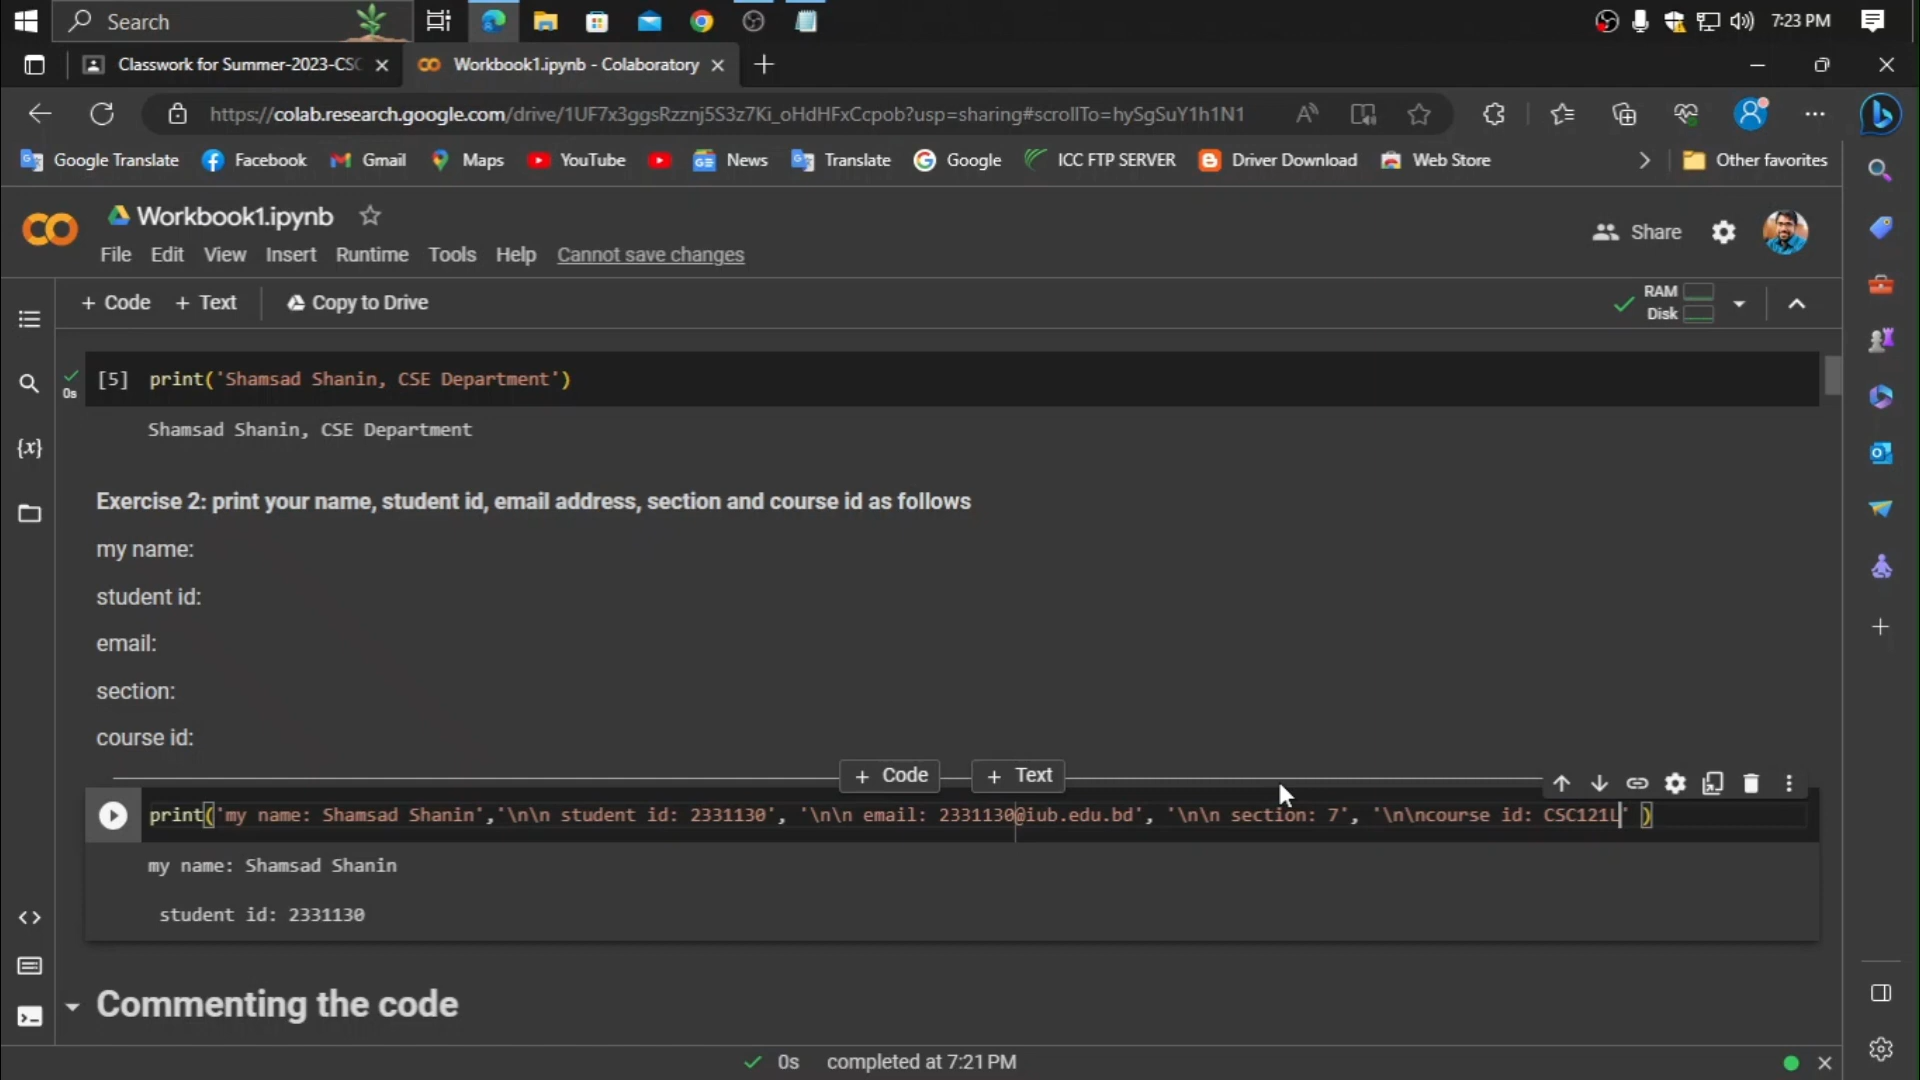 Search
7:23 PM
Classwork for Summer-2023-CSC
Workbook1.ipynb - Colaboratory
https://colab.research.google.com/drive/1UF7x3ggsRzznj5S3z7Ki_oHdHFxCcpob?usp=sharing#scrollTo=hySgSuY1h1N1
Google Translate Facebook Gmail Maps YouTube News Translate Google ICC FTP SERVER Driver Download Web Store Other favorites
Workbook1.ipynb
Share
File Edit View Insert Runtime Tools Help Cannot save changes
+ Code + Text Copy to Drive
RAM
Disk
[5] print('Shamsad Shanin, CSE Department')
0s
Shamsad Shanin, CSE Department
{x}
Exercise 2: print your name, student id, email address, section and course id as follows
my name:
student id:
email:
section:
course id:
+ Code + Text
print('my name: Shamsad Shanin','\n\n student id: 2331130', '\n\n email: 2331130@iub.edu.bd', '\n\n section: 7', '\n\ncourse id: CSC121L' )
my name: Shamsad Shanin
student id: 2331130
Commenting the code
0s completed at 7:21 PM